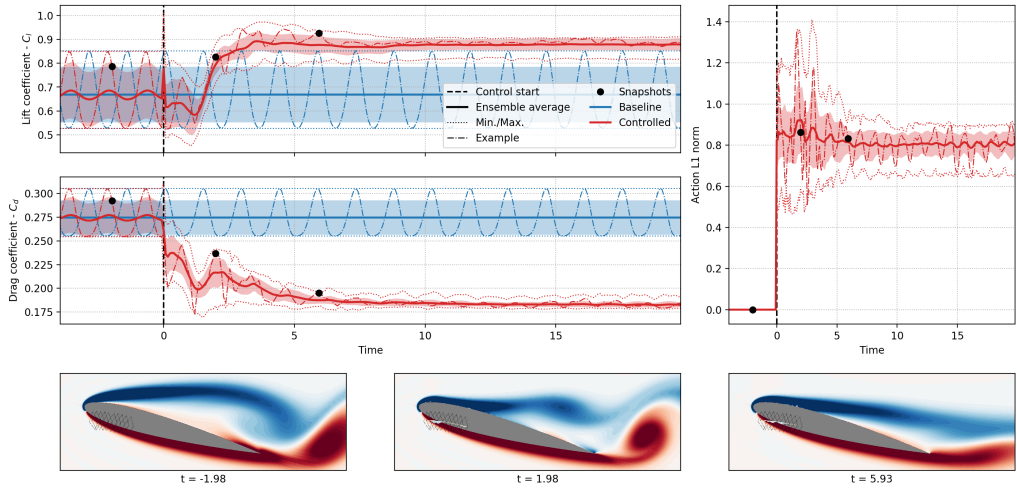 Lift coefficient - Cl
1.0
0.9
0.8
0.7
0.6
0.5
Control start
Ensemble average
Min./Max.
Example
Snapshots
Baseline
Controlled
Drag coefficient - Cd
0.300
0.275
0.250
0.225
0.200
0.175
0
5
10
15
Time
Action L1 norm
1.4
1.2
1.0
0.8
0.6
0.4
0.2
0.0
0
5
10
15
Time
t = -1.98
t = 1.98
t = 5.93